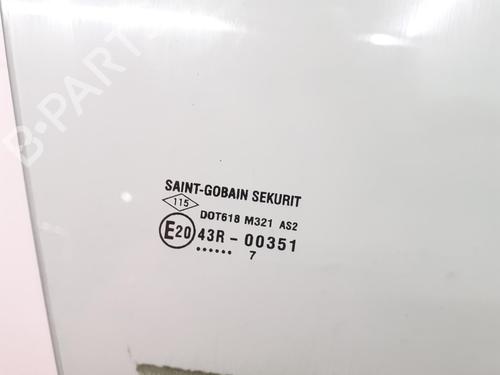 B-PARTS
SAINT-GOBAIN SEKURIT
115 DOT618 M321 AS2
E20 43R-00351
•••••• 7